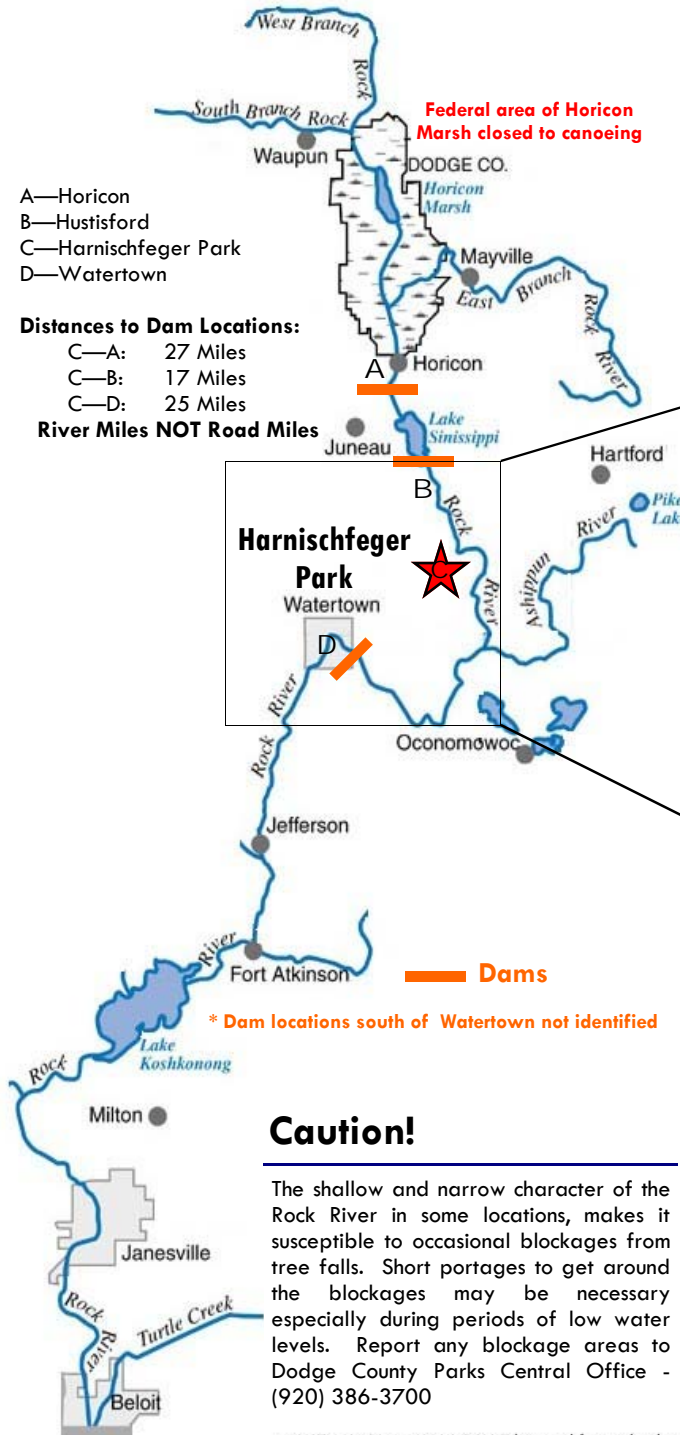 West Branch
Rock
South Branch Rock
Federal area of Horicon
Marsh closed to canoeing
Waupun
DODGE CO.
Horicon
Marsh
A—Horicon
B—Hustisford
C—Harnischfeger Park
D—Watertown
Mayville
East Branch Rock River
Distances to Dam Locations:
C—A: 27 Miles
C—B: 17 Miles
C—D: 25 Miles
River Miles NOT Road Miles
A
Horicon
Lake
Sinissippi
Juneau
Hartford
B
Pike
Lak
Rock River
Ashippun River
Harnischfeger
Park
C
Watertown
D
Rock River
Oconomowoc
Jefferson
River
Fort Atkinson
Dams
* Dam locations south of Watertown not identified
Lake
Koshkonong
Rock
Milton
Caution!
The shallow and narrow character of the
Rock River in some locations, makes it
susceptible to occasional blockages from
tree falls. Short portages to get around
the blockages may be necessary
especially during periods of low water
levels. Report any blockage areas to
Dodge County Parks Central Office -
(920) 386-3700
Janesville
Rock River
Turtle Creek
Beloit